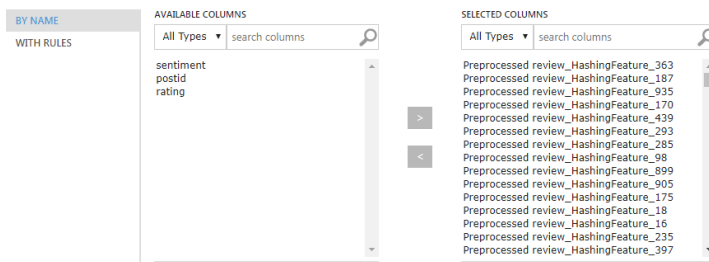 BY NAME
WITH RULES
AVAILABLE COLUMNS
All Types
search columns
sentiment
postid
rating
>
<
SELECTED COLUMNS
All Types
search columns
Preprocessed review_HashingFeature_363
Preprocessed review_HashingFeature_187
Preprocessed review_HashingFeature_935
Preprocessed review_HashingFeature_170
Preprocessed review_HashingFeature_439
Preprocessed review_HashingFeature_293
Preprocessed review_HashingFeature_285
Preprocessed review_HashingFeature_98
Preprocessed review_HashingFeature_899
Preprocessed review_HashingFeature_905
Preprocessed review_HashingFeature_175
Preprocessed review_HashingFeature_18
Preprocessed review_HashingFeature_16
Preprocessed review_HashingFeature_235
Preprocessed review_HashingFeature_397